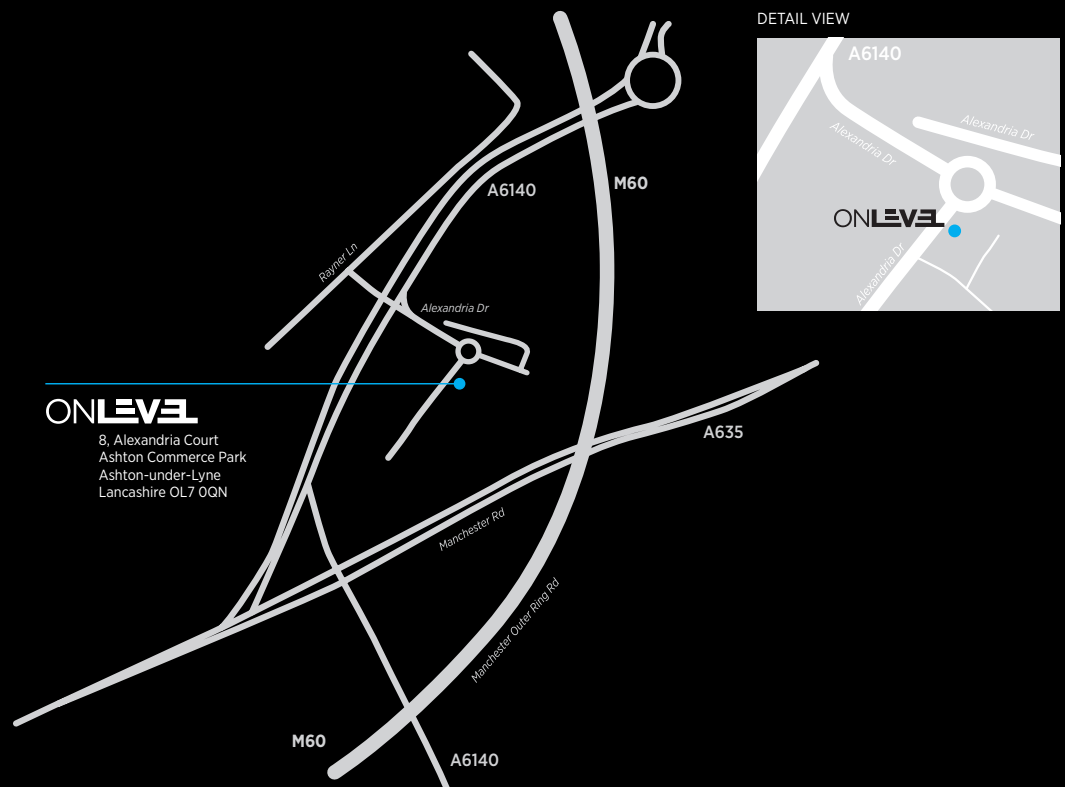 DETAIL VIEW
A6140
Alexandria Dr
Alexandria Dr
ONLEVEL
Alexandria Dr
A6140
M60
Rayner Ln
Alexandria Dr
ONLEVEL
8, Alexandria Court
Ashton Commerce Park
Ashton-under-Lyne
Lancashire OL7 0QN
A635
Manchester Rd
Manchester Outer Ring Rd
M60
A6140